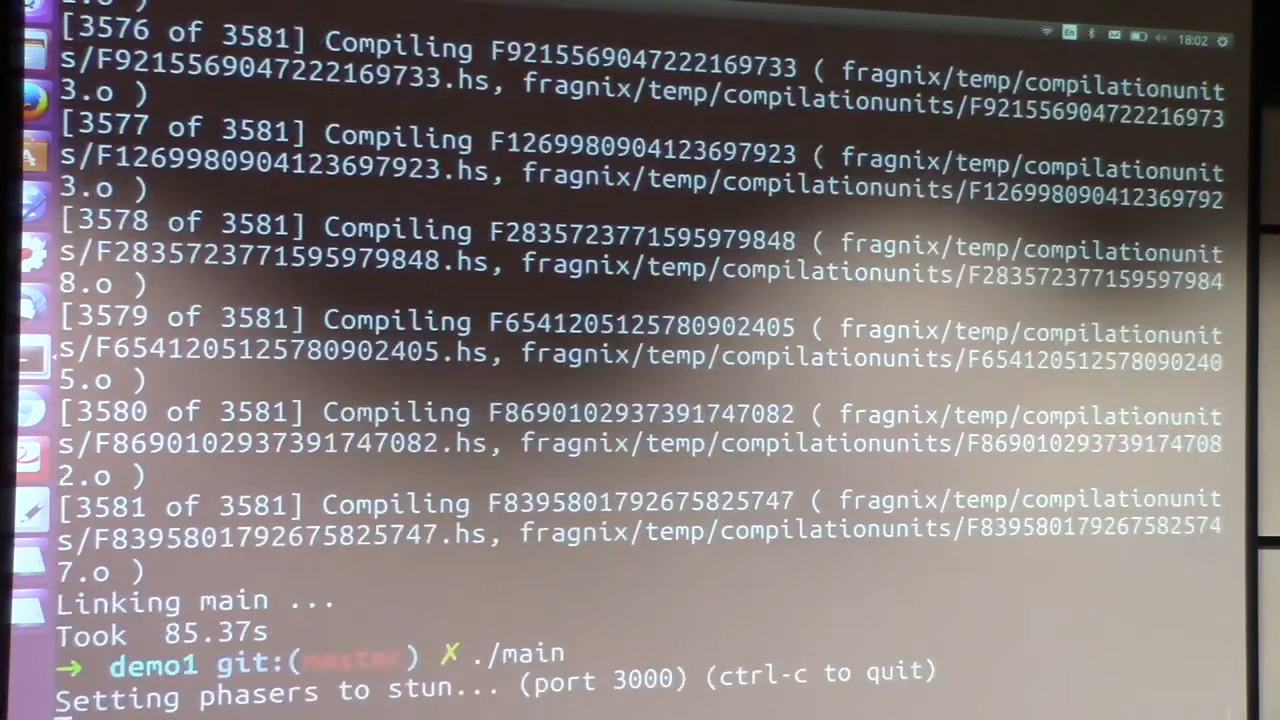 18:02
[3576 of 3581] Compiling F9215569047222169733 ( fragnix/temp/compilationunit
s/F9215569047222169733.hs, fragnix/temp/compilationunits/F921556904722216973
3.o )
[3577 of 3581] Compiling F1269980904123697923 ( fragnix/temp/compilationunit
s/F1269980904123697923.hs, fragnix/temp/compilationunits/F126998090412369792
3.o )
[3578 of 3581] Compiling F2835723771595979848 ( fragnix/temp/compilationunit
s/F2835723771595979848.hs, fragnix/temp/compilationunits/F283572377159597984
8.o )
[3579 of 3581] Compiling F6541205125780902405 ( fragnix/temp/compilationunit
s/F6541205125780902405.hs, fragnix/temp/compilationunits/F654120512578090240
5.o )
[3580 of 3581] Compiling F8690102937391747082 ( fragnix/temp/compilationunit
s/F8690102937391747082.hs, fragnix/temp/compilationunits/F869010293739174708
2.o )
[3581 of 3581] Compiling F8395801792675825747 ( fragnix/temp/compilationunit
s/F8395801792675825747.hs, fragnix/temp/compilationunits/F839580179267582574
7.o )
Linking main ...
Took 85.37s
→ demo1 git:(master) ✗ ./main
Setting phasers to stun... (port 3000) (ctrl-c to quit)